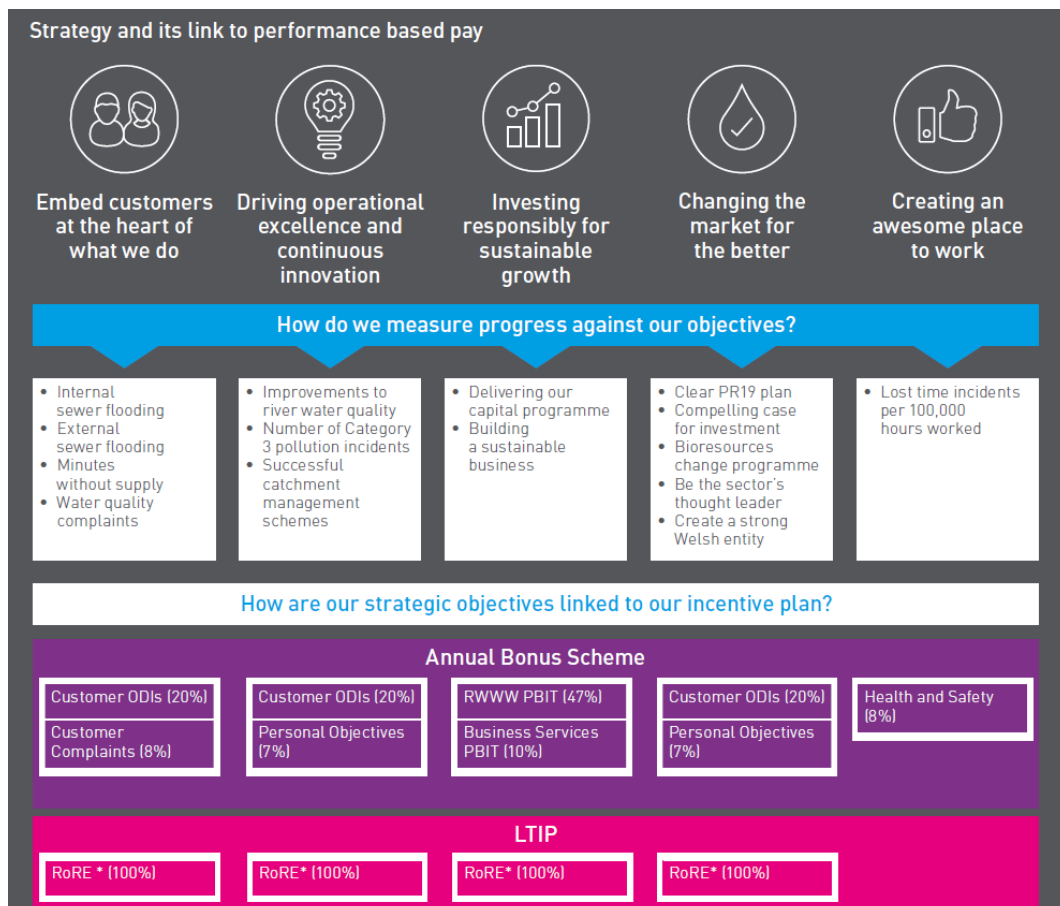 Strategy and its link to performance based pay
Embed customers
at the heart of
what we do
Driving operational
excellence and
continuous
innovation
Investing
responsibly for
sustainable
growth
Changing the
market for
the better
Creating an
awesome place
to work
How do we measure progress against our objectives?
• Internal
sewer flooding
• External
sewer flooding
• Minutes
without supply
• Water quality
complaints
• Improvements to
river water quality
• Number of Category
3 pollution incidents
• Successful
catchment
management
schemes
• Delivering our
capital programme
• Building
a sustainable
business
• Clear PR19 plan
• Compelling case
for investment
• Bioresources
change programme
• Be the sector's
thought leader
• Create a strong
Welsh entity
• Lost time incidents
per 100,000
hours worked
How are our strategic objectives linked to our incentive plan?
Annual Bonus Scheme
Customer ODIs (20%)
Customer
Complaints (8%)
Customer ODIs (20%)
Personal Objectives
(7%)
RWWW PBIT (47%)
Business Services
PBIT (10%)
Customer ODIs (20%)
Personal Objectives
(7%)
Health and Safety
(8%)
LTIP
RoRE * (100%)
RoRE* (100%)
RoRE* (100%)
RoRE* (100%)